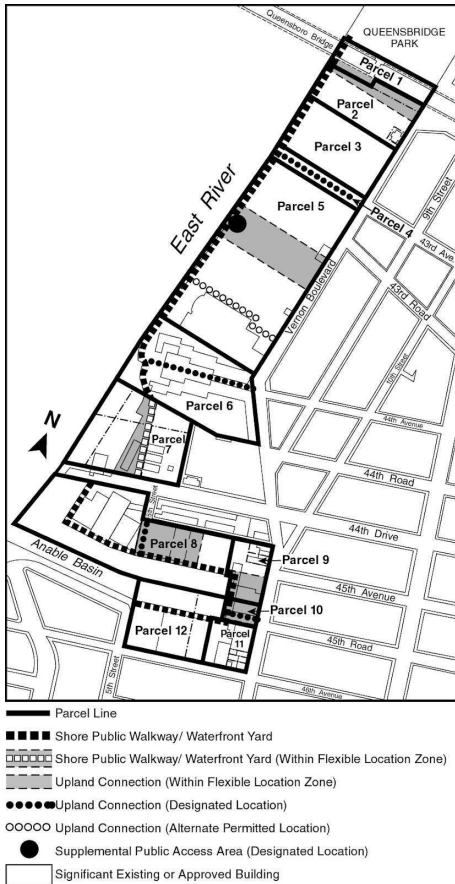 QUEENSBRIDGE
PARK
Queensboro Bridge
Parcel 1
Parcel
2
Parcel 3
Parcel 4
Parcel 5
East River
9th Street
43rd Ave
43rd Road
Vernon Boulevard
10th Street
44th Avenue
Parcel 6
N
Parcel
7
44th Road
5th Street
44th Drive
Parcel 8
Anable Basin
Parcel 9
45th Avenue
Parcel 10
Parcel 12
Parcel
11
45th Road
5th Street
46th Avenue
Parcel Line
Shore Public Walkway/ Waterfront Yard
Shore Public Walkway/ Waterfront Yard (Within Flexible Location Zone)
Upland Connection (Within Flexible Location Zone)
Upland Connection (Designated Location)
Upland Connection (Alternate Permitted Location)
Supplemental Public Access Area (Designated Location)
Significant Existing or Approved Building